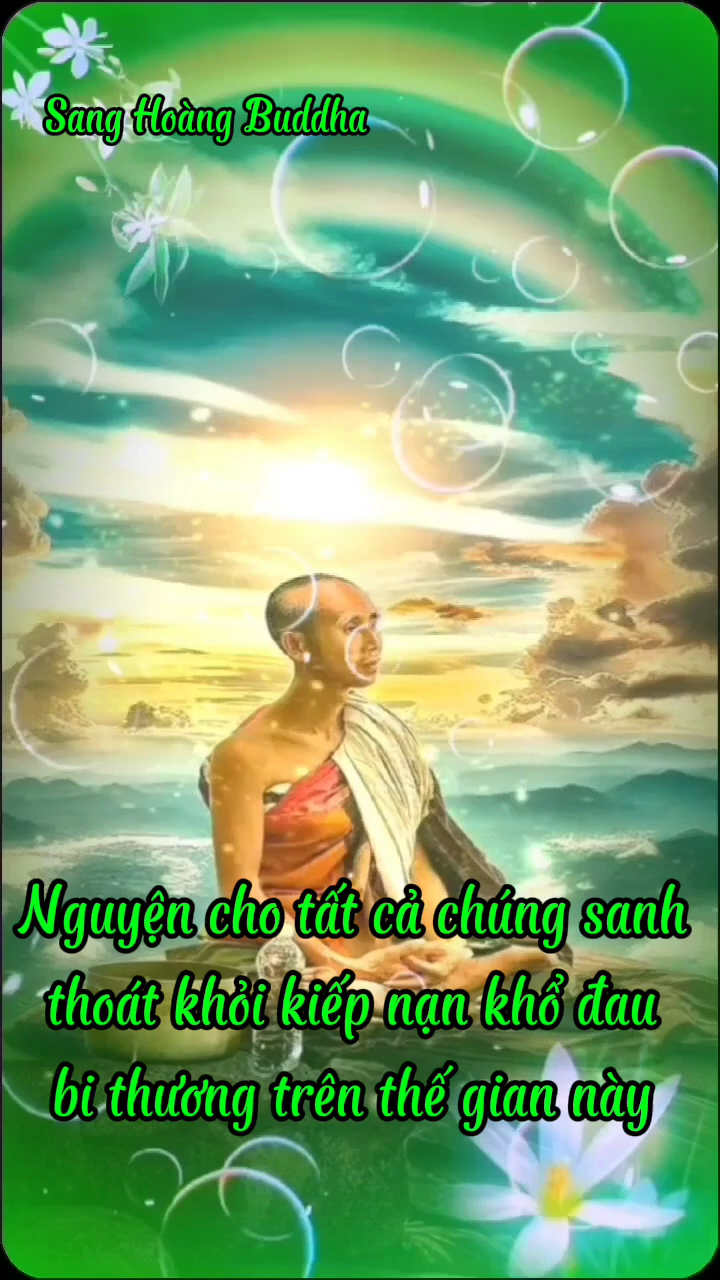 Sang Hoàng Buddha
Nguyện cho tất cả chúng sanh
thoát khỏi kiếp nạn khổ đau
bi thương trên thế gian này